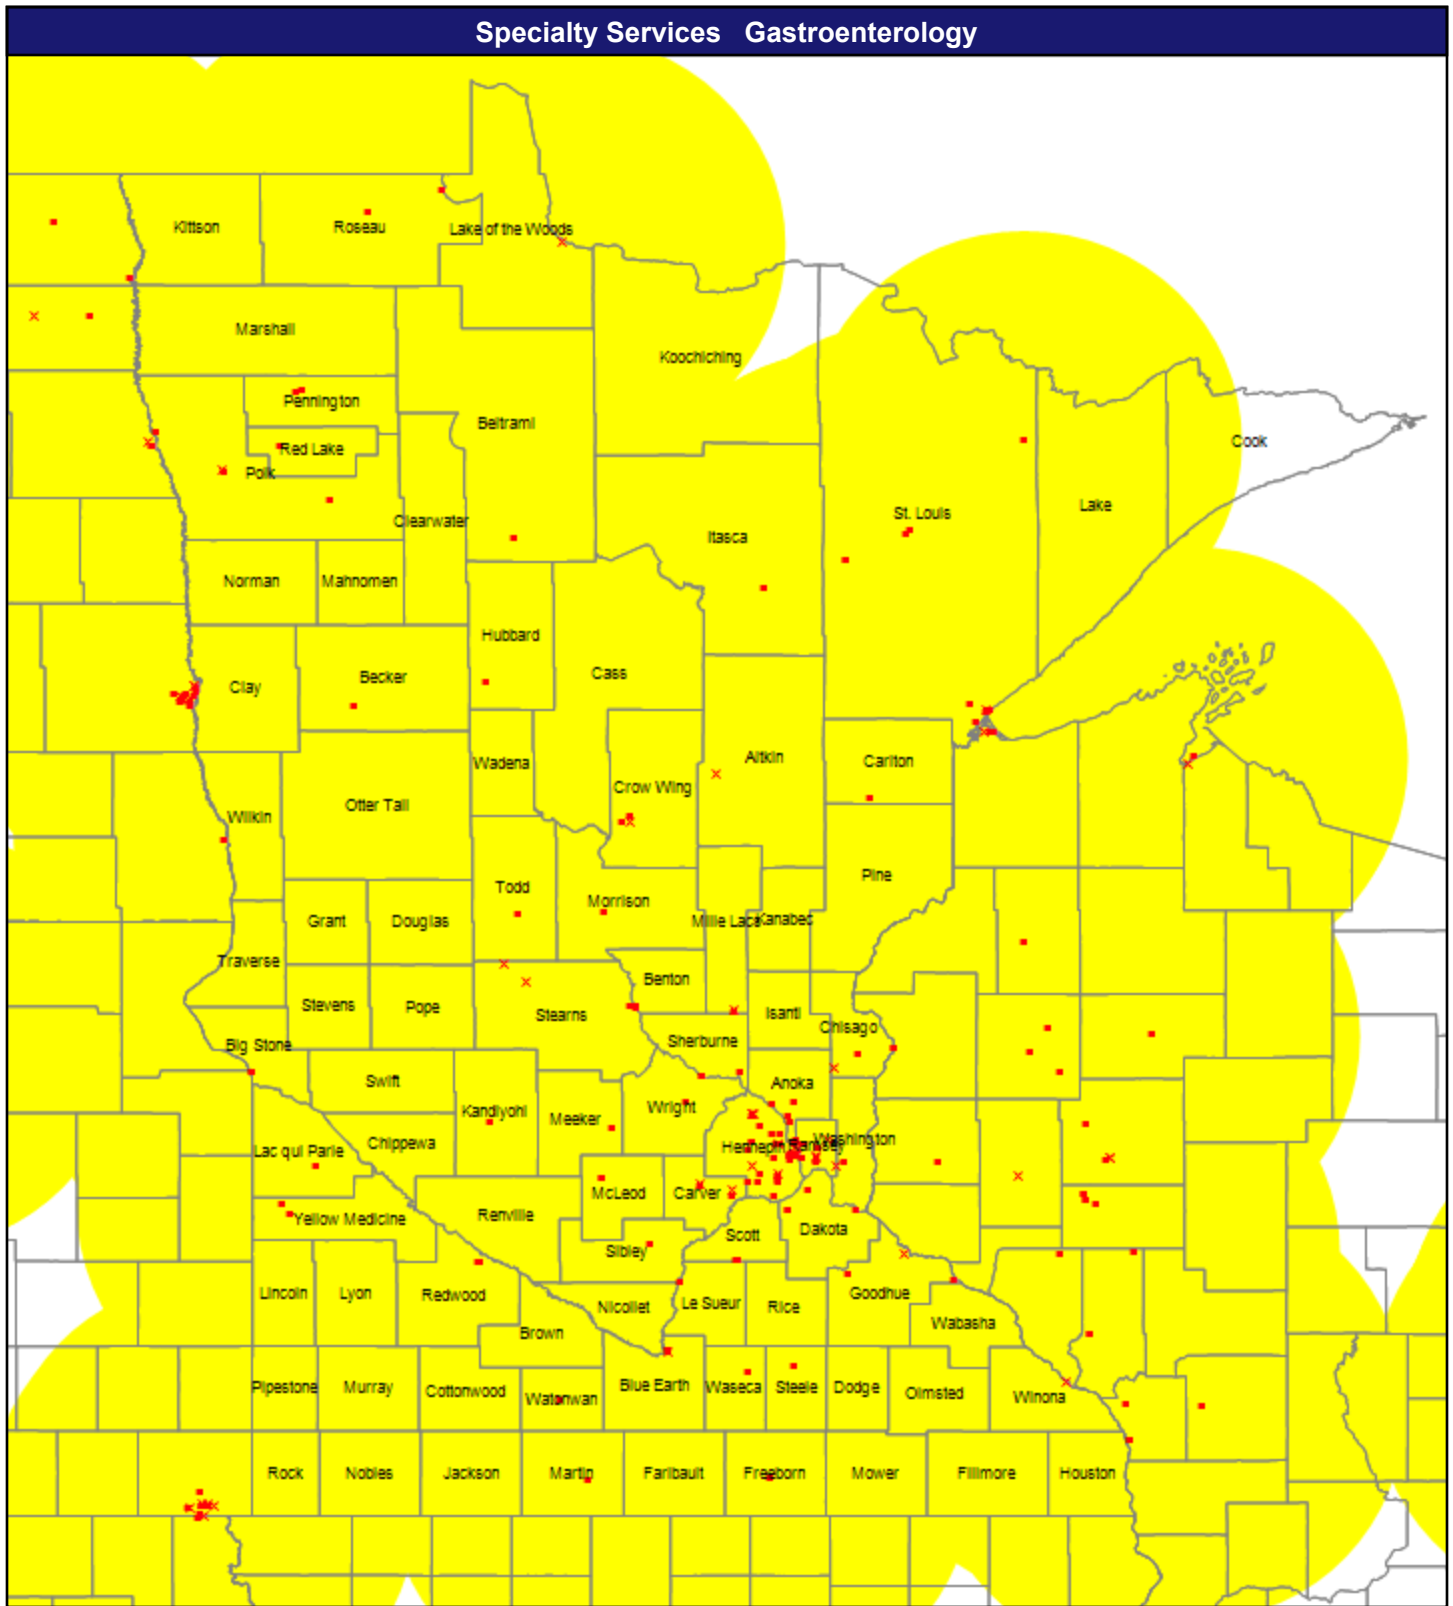 Specialty Services   Gastroenterology
Kittson
Roseau
Lake of the Woods
Marshall
Koochiching
Pennington
Beltrami
Red Lake
Polk
Cook
Lake
St. Louis
Clearwater
Itasca
Norman
Mahnomen
Hubbard
Cass
Becker
Clay
Wadena
Aitkin
Carlton
Crow Wing
Otter Tail
Wilkin
Pine
Todd
Morrison
Grant
Douglas
Mille Lacs
Kanabec
Traverse
Benton
Stevens
Pope
Stearns
Isanti
Chisago
Sherburne
Big Stone
Swift
Anoka
Kandiyohi
Meeker
Wright
Chippewa
Washington
Hennepin
Ramsey
Lac qui Parle
McLeod
Carver
Renville
Yellow Medicine
Dakota
Scott
Sibley
Lincoln
Lyon
Redwood
Goodhue
Nicollet
Le Sueur
Rice
Wabasha
Brown
Pipestone
Murray
Cottonwood
Watonwan
Blue Earth
Waseca
Steele
Dodge
Olmsted
Winona
Rock
Nobles
Jackson
Martin
Faribault
Freeborn
Mower
Fillmore
Houston